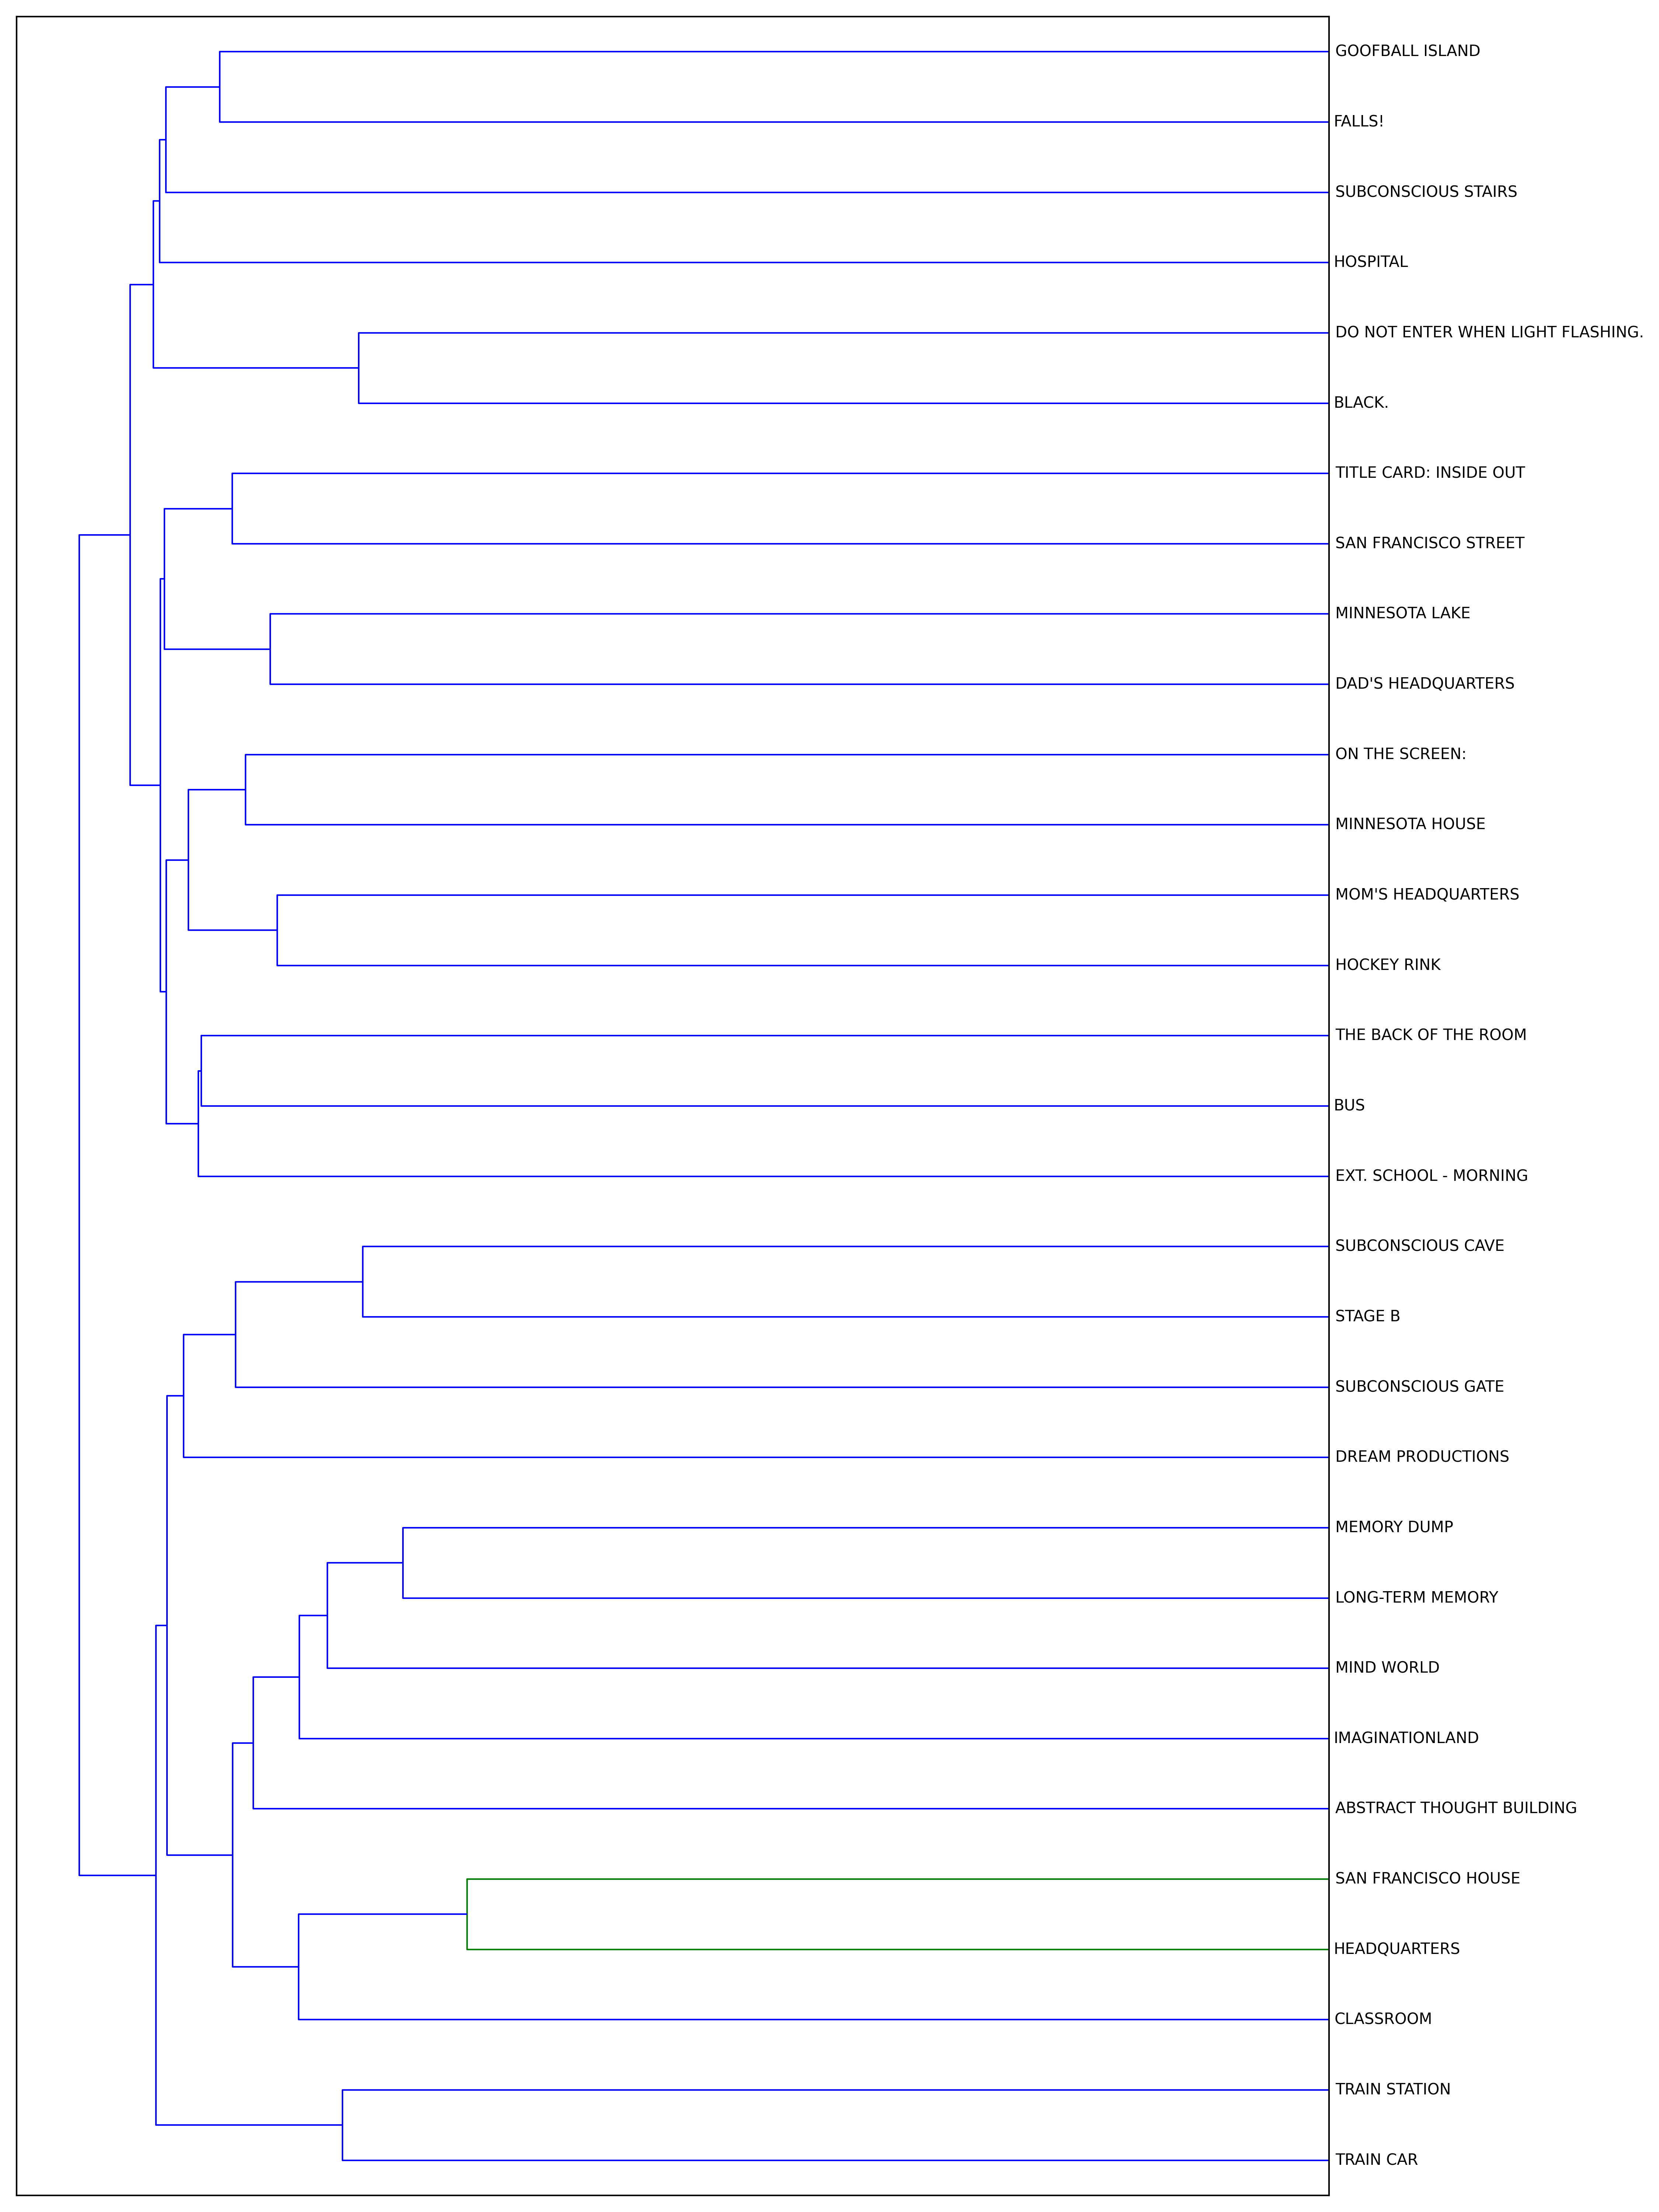 GOOFBALL ISLAND
FALLS!
SUBCONSCIOUS STAIRS
HOSPITAL
DO NOT ENTER WHEN LIGHT FLASHING.
BLACK.
TITLE CARD: INSIDE OUT
SAN FRANCISCO STREET
MINNESOTA LAKE
DAD'S HEADQUARTERS
ON THE SCREEN:
MINNESOTA HOUSE
MOM'S HEADQUARTERS
HOCKEY RINK
THE BACK OF THE ROOM
BUS
EXT. SCHOOL - MORNING
SUBCONSCIOUS CAVE
STAGE B
SUBCONSCIOUS GATE
DREAM PRODUCTIONS
MEMORY DUMP
LONG-TERM MEMORY
MIND WORLD
IMAGINATIONLAND
ABSTRACT THOUGHT BUILDING
SAN FRANCISCO HOUSE
HEADQUARTERS
CLASSROOM
TRAIN STATION
TRAIN CAR